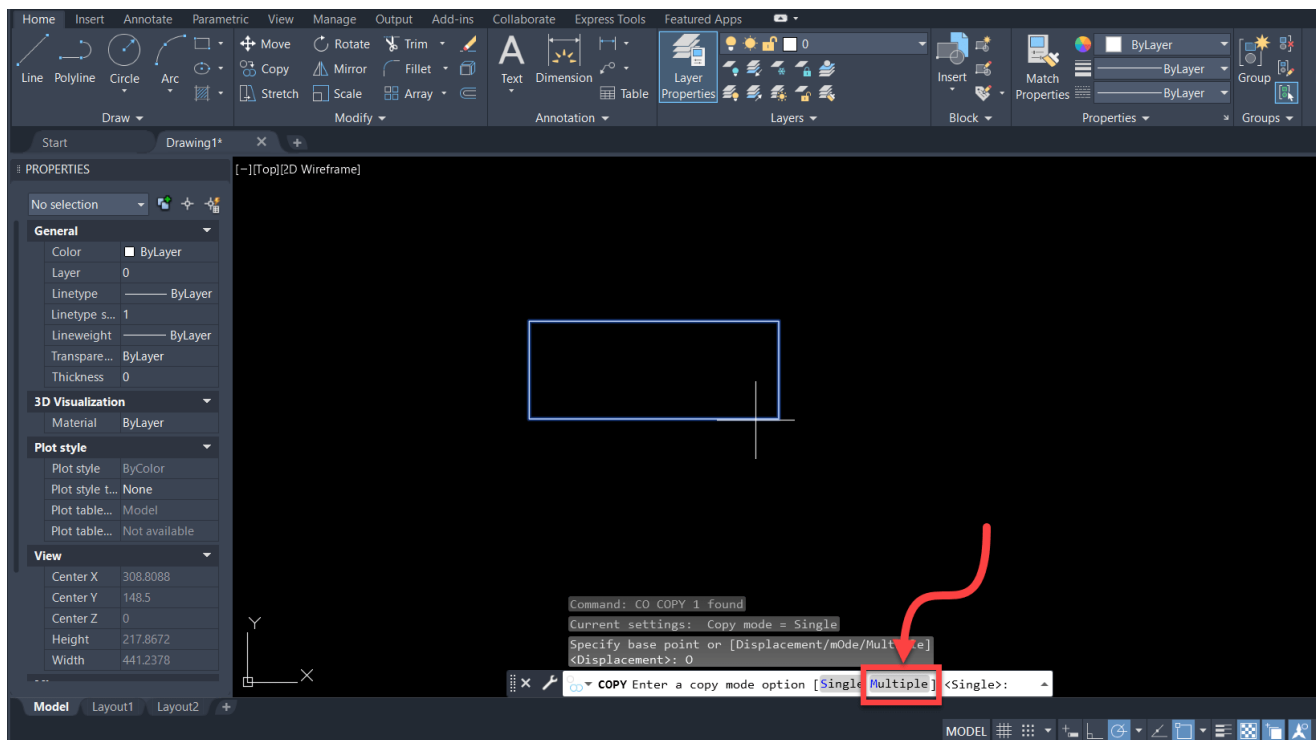 Home Insert Annotate Parametric View Manage Output Add-ins Collaborate Express Tools Featured Apps
Line Polyline Circle Arc
Draw
Move Rotate Trim
Copy Mirror Fillet
Stretch Scale Array
Modify
Text Dimension
Table
Annotation
Layer Properties
0
Layers
Insert
Block
Match Properties
ByLayer
ByLayer
ByLayer
Properties
Group
Groups
Start Drawing1*
PROPERTIES
[−][Top][2D Wireframe]
No selection
General
Color ByLayer
Layer 0
Linetype ByLayer
Linetype s... 1
Lineweight ByLayer
Transpare... ByLayer
Thickness 0
3D Visualization
Material ByLayer
Plot style
Plot style ByColor
Plot style t... None
Plot table... Model
Plot table... Not available
View
Center X 308.8088
Center Y 148.5
Center Z 0
Height 217.8672
Width 441.2378
Y
X
Command: CO COPY 1 found
Current settings: Copy mode = Single
Specify base point or [Displacement/mOde/Multiple]
<Displacement>: O
COPY Enter a copy mode option [Single Multiple] <Single>:
Model Layout1 Layout2 +
MODEL